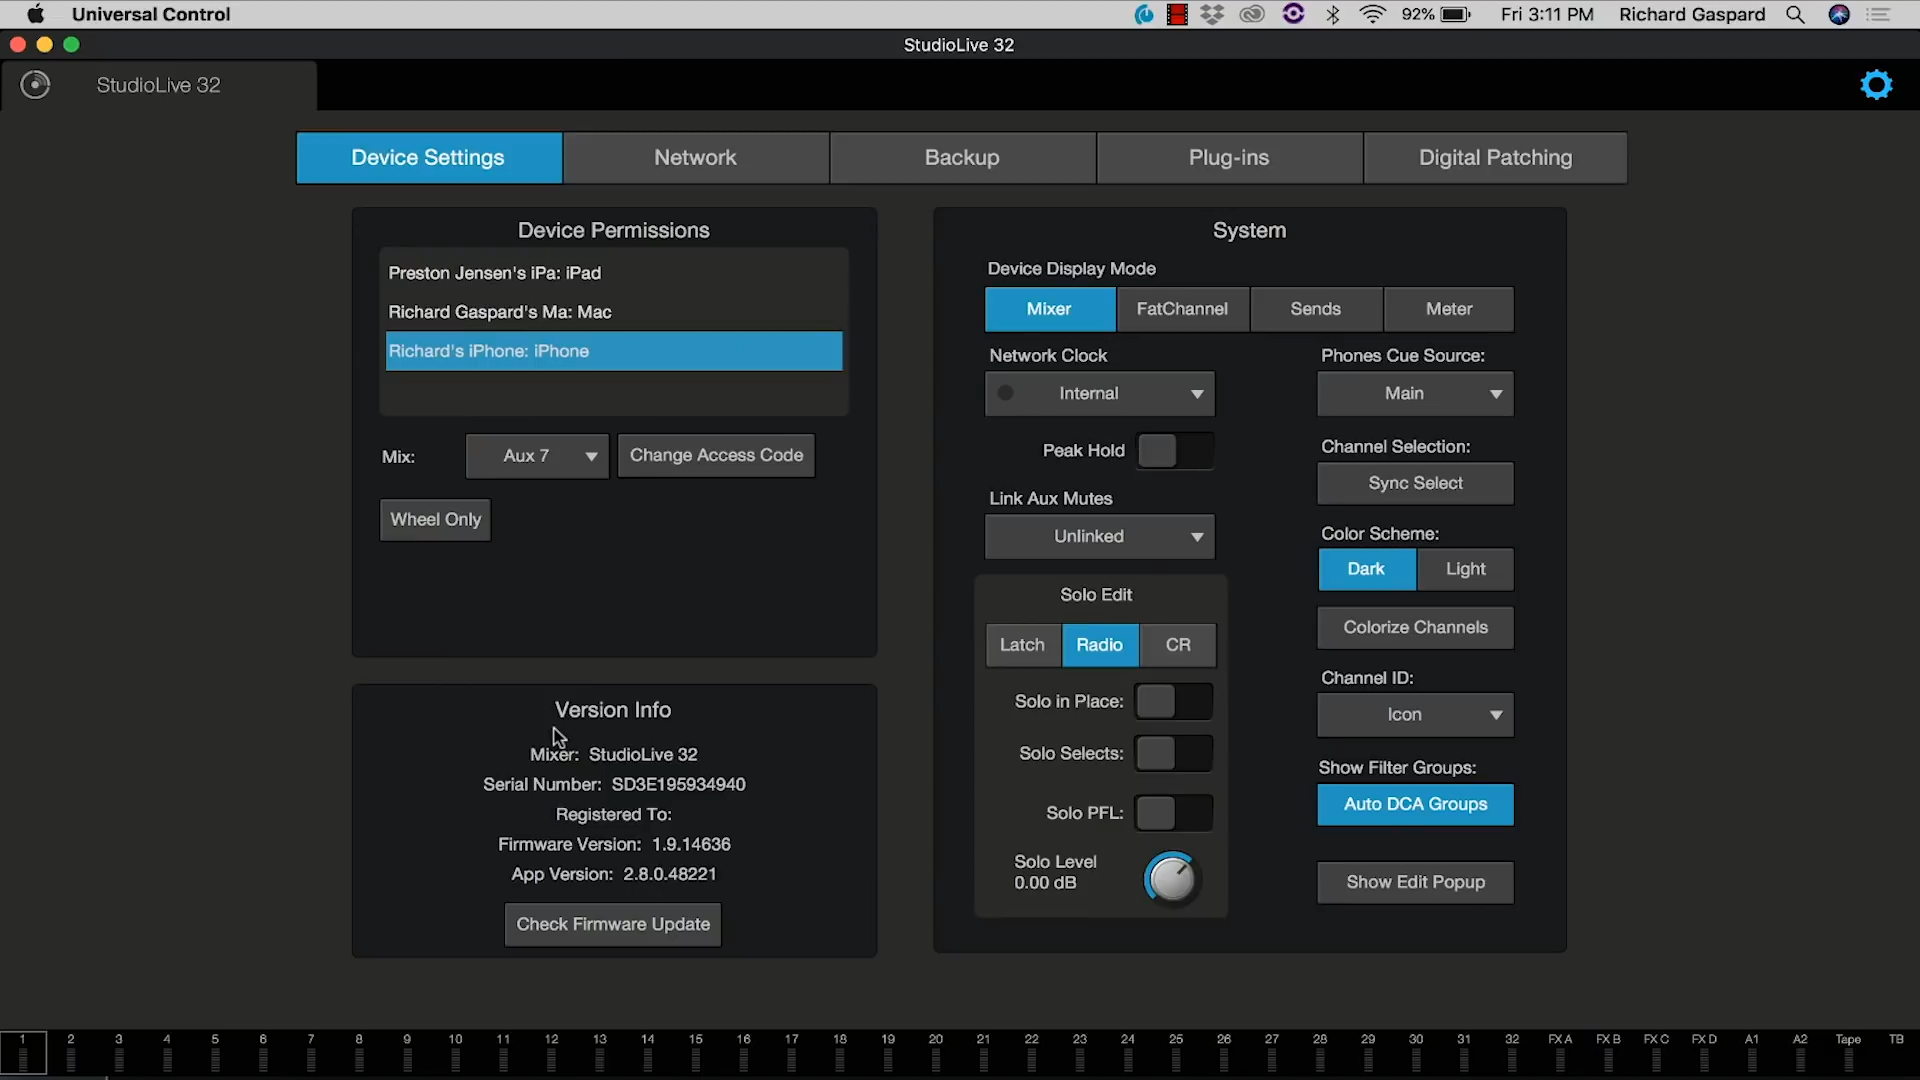 Universal Control
92%
Fri 3:11 PM
Richard Gaspard
StudioLive 32
StudioLive 32
Device Settings
Network
Backup
Plug-ins
Digital Patching
Device Permissions
Preston Jensen's iPa: iPad
Richard Gaspard's Ma: Mac
Richard's iPhone: iPhone
Mix:
Aux 7
Change Access Code
Wheel Only
Version Info
Mixer: StudioLive 32
Serial Number: SD3E195934940
Registered To:
Firmware Version: 1.9.14636
App Version: 2.8.0.48221
Check Firmware Update
System
Device Display Mode
Mixer
FatChannel
Sends
Meter
Network Clock
Internal
Peak Hold
Link Aux Mutes
Unlinked
Solo Edit
Latch
Radio
CR
Solo in Place:
Solo Selects:
Solo PFL:
Solo Level
0.00 dB
Phones Cue Source:
Main
Channel Selection:
Sync Select
Color Scheme:
Dark
Light
Colorize Channels
Channel ID:
Icon
Show Filter Groups:
Auto DCA Groups
Show Edit Popup
1 2 3 4 5 6 7 8 9 10 11 12 13 14 15 16 17 18 19 20 21 22 23 24 25 26 27 28 29 30 31 32 FX A FX B FX C FX D A1 A2 Tape TB